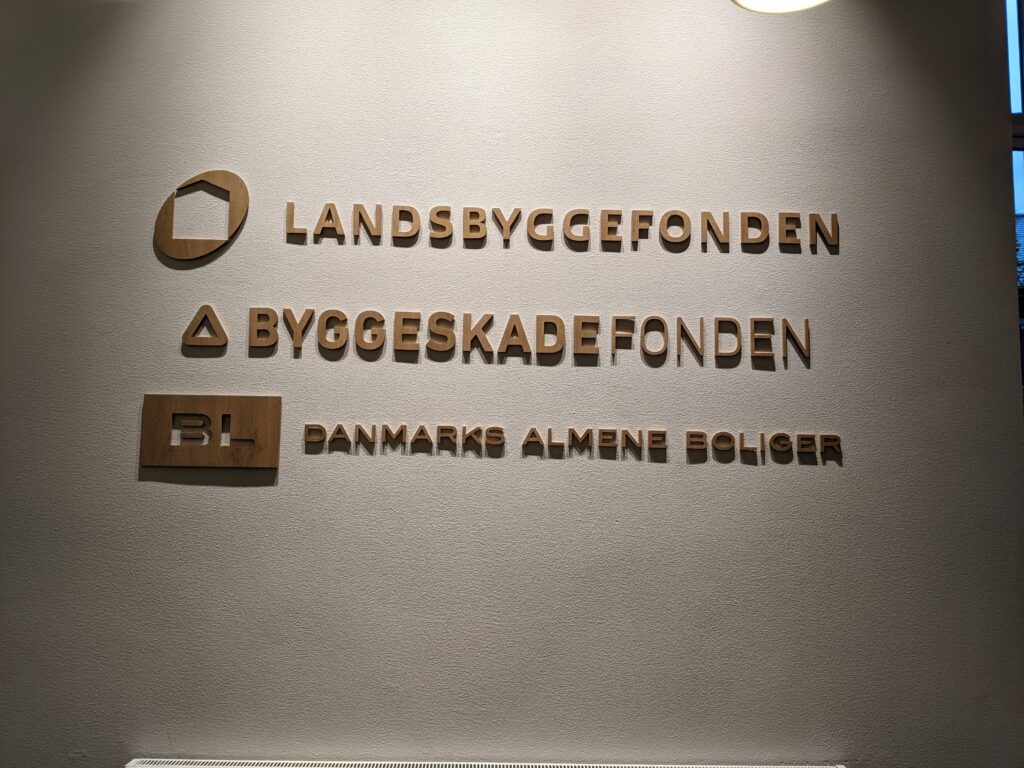 LANDSBYGGEFONDEN
BYGGESKADEFONDEN
BL DANMARKS ALMENE BOLIGER